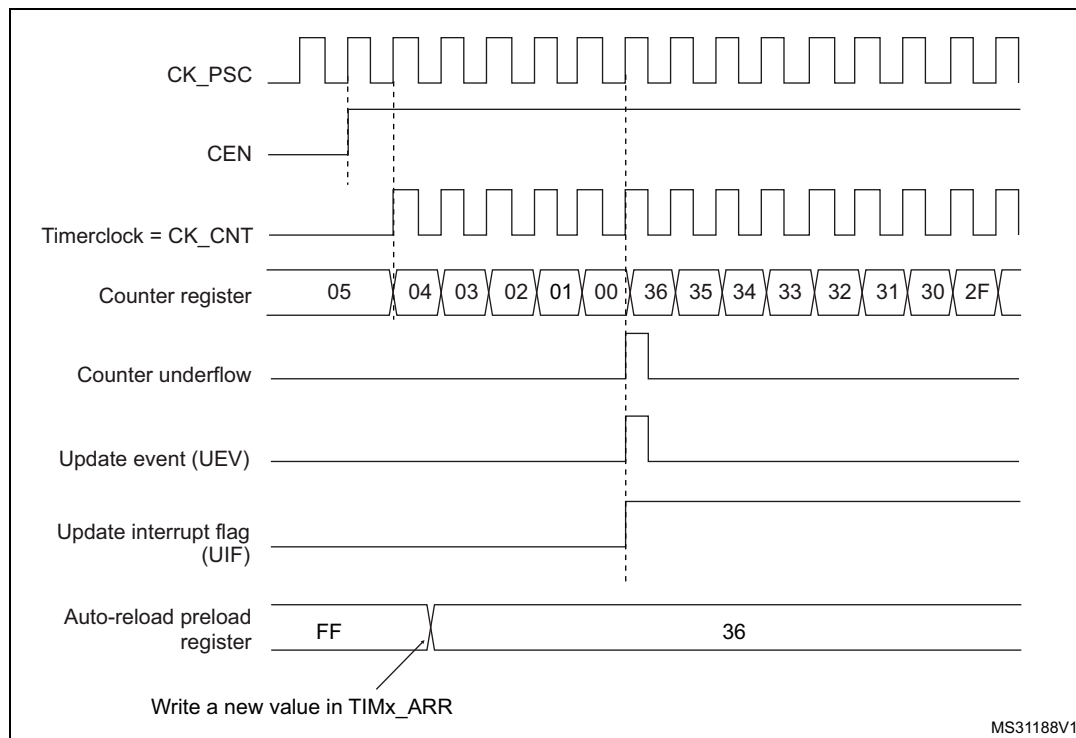 CK_PSC
CEN
Timerclock = CK_CNT
Counter register
05 04 03 02 01 00 36 35 34 33 32 31 30 2F
Counter underflow
Update event (UEV)
Update interrupt flag
(UIF)
Auto-reload preload
register
FF 36
Write a new value in TIMx_ARR
MS31188V1